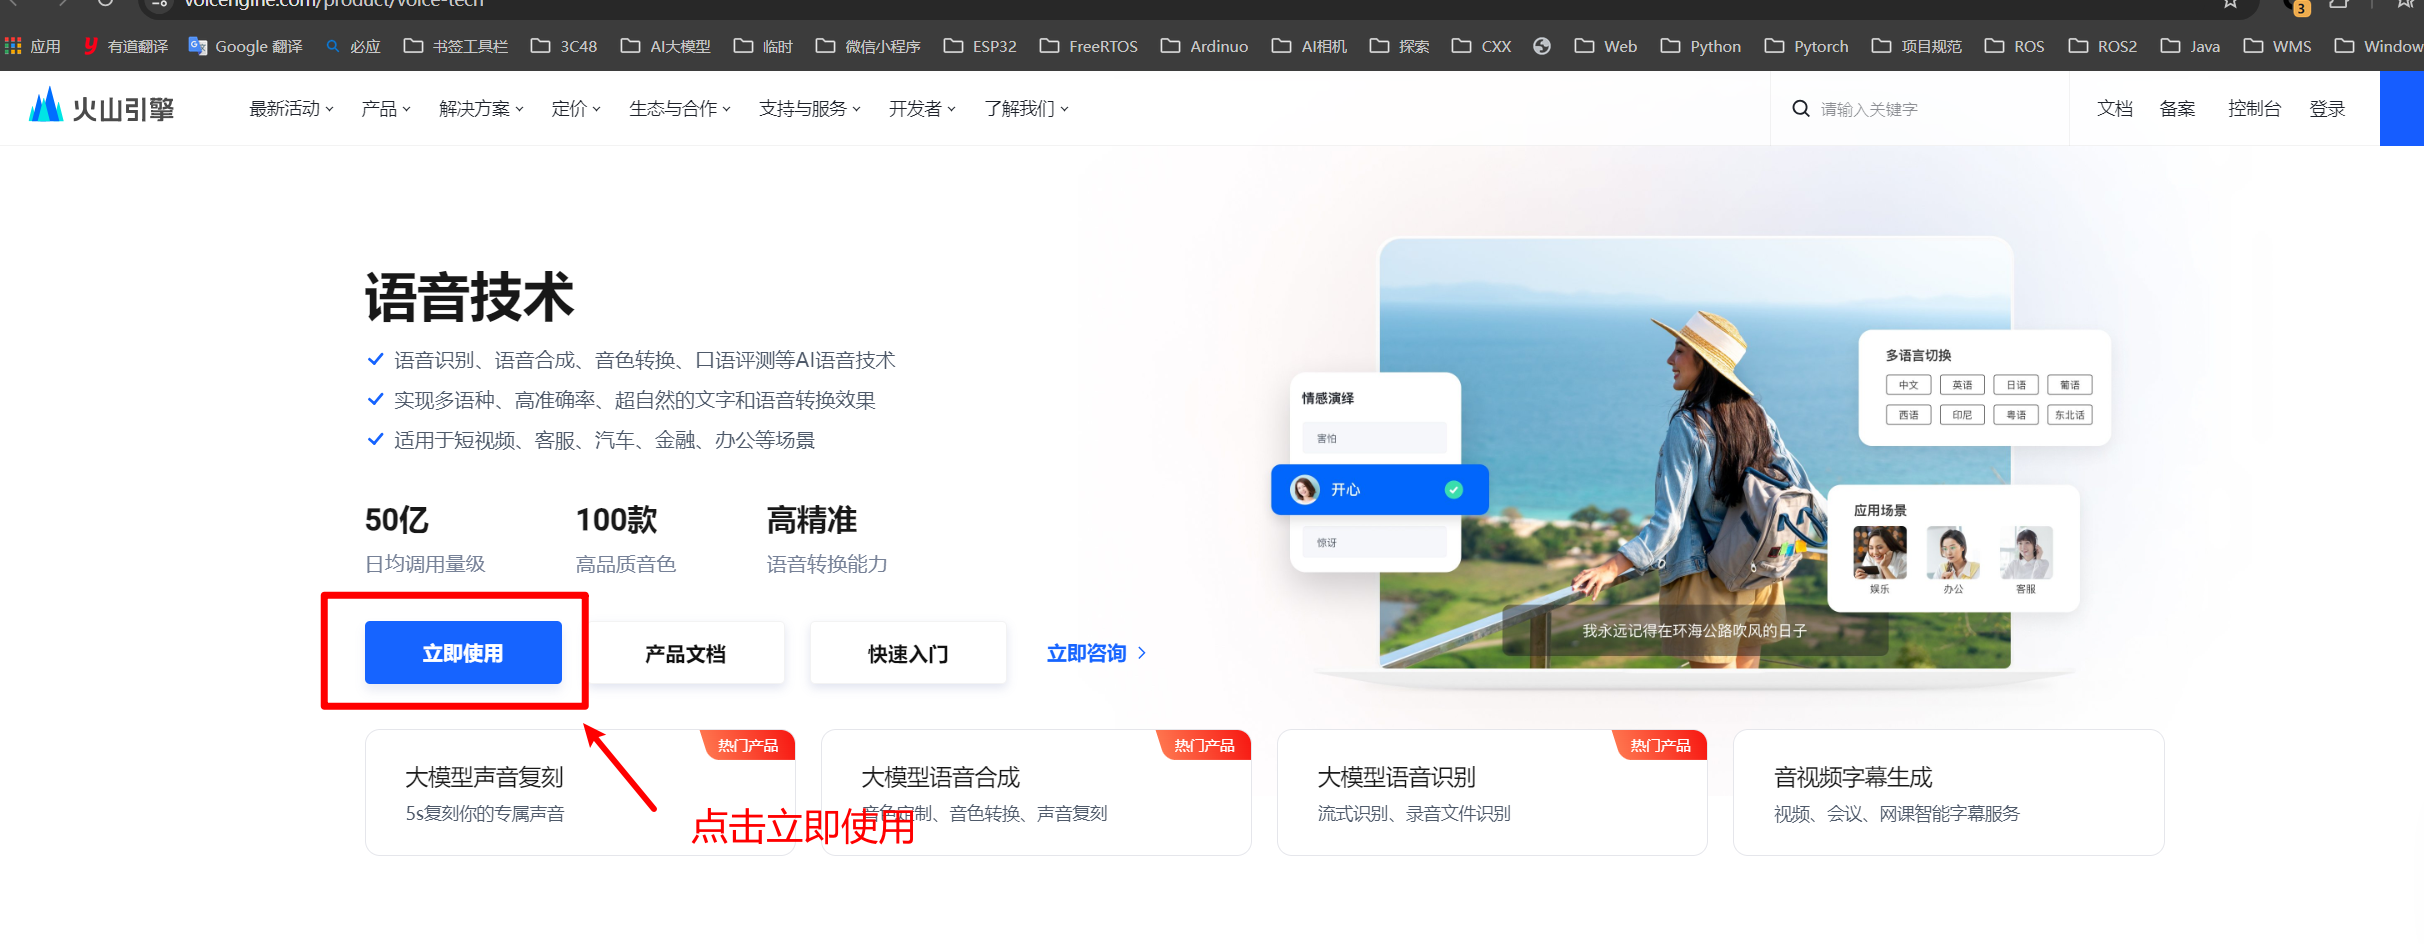 volcengine.com/product/voice-tech
3
应用 有道翻译 Google 翻译 必应 书签工具栏 3C48 AI大模型 临时 微信小程序 ESP32 FreeRTOS Ardinuo AI相机 探索 CXX Web Python Pytorch 项目规范 ROS ROS2 Java WMS Window
火山引擎 最新活动 产品 解决方案 定价 生态与合作 支持与服务 开发者 了解我们 请输入关键字 文档 备案 控制台 登录
语音技术
语音识别、语音合成、音色转换、口语评测等AI语音技术
实现多语种、高准确率、超自然的文字和语音转换效果
适用于短视频、客服、汽车、金融、办公等场景
50亿 100款 高精准
日均调用量级 高品质音色 语音转换能力
立即使用 产品文档 快速入门 立即咨询
情感演绎
害怕
开心
惊讶
多语言切换
中文 英语 日语 葡语
西语 印尼 粤语 东北话
应用场景
娱乐 办公 客服
我永远记得在环海公路吹风的日子
热门产品
大模型声音复刻
5s复刻你的专属声音
热门产品
大模型语音合成
音色定制、音色转换、声音复刻
热门产品
大模型语音识别
流式识别、录音文件识别
音视频字幕生成
视频、会议、网课智能字幕服务
点击立即使用